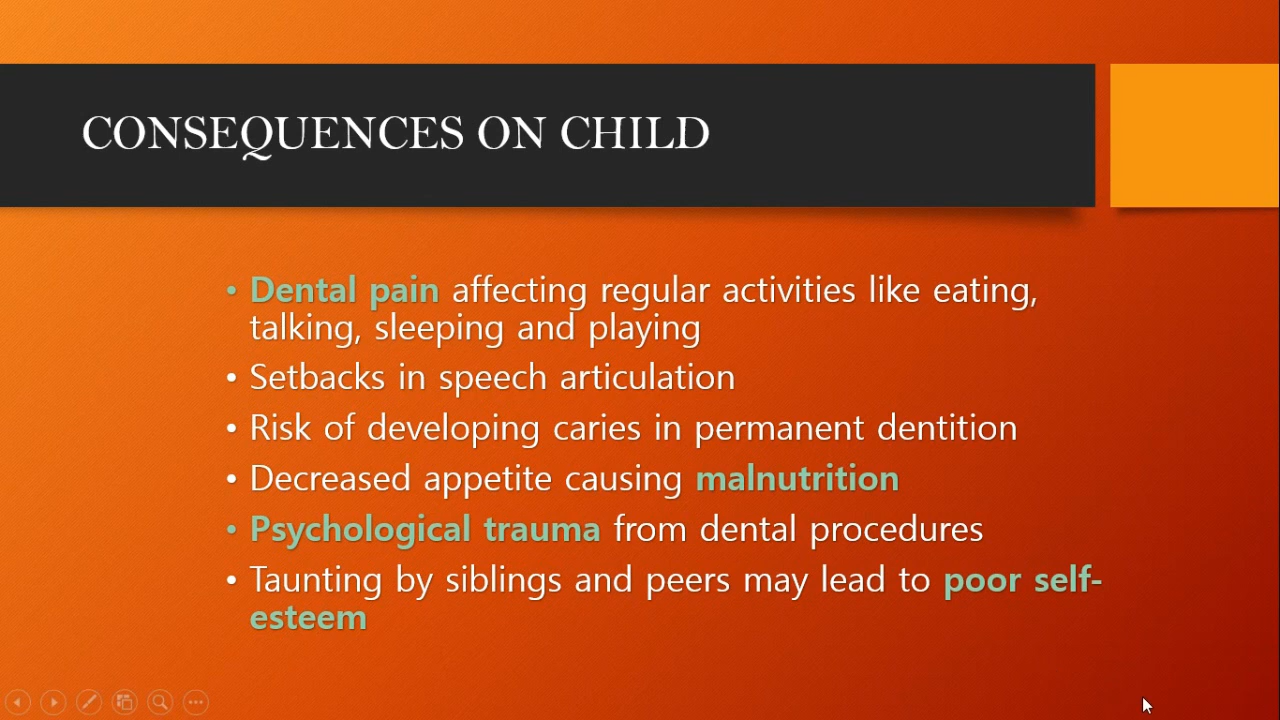 CONSEQUENCES ON CHILD
• Dental pain affecting regular activities like eating,
talking, sleeping and playing
• Setbacks in speech articulation
• Risk of developing caries in permanent dentition
• Decreased appetite causing malnutrition
• Psychological trauma from dental procedures
• Taunting by siblings and peers may lead to poor self-
esteem